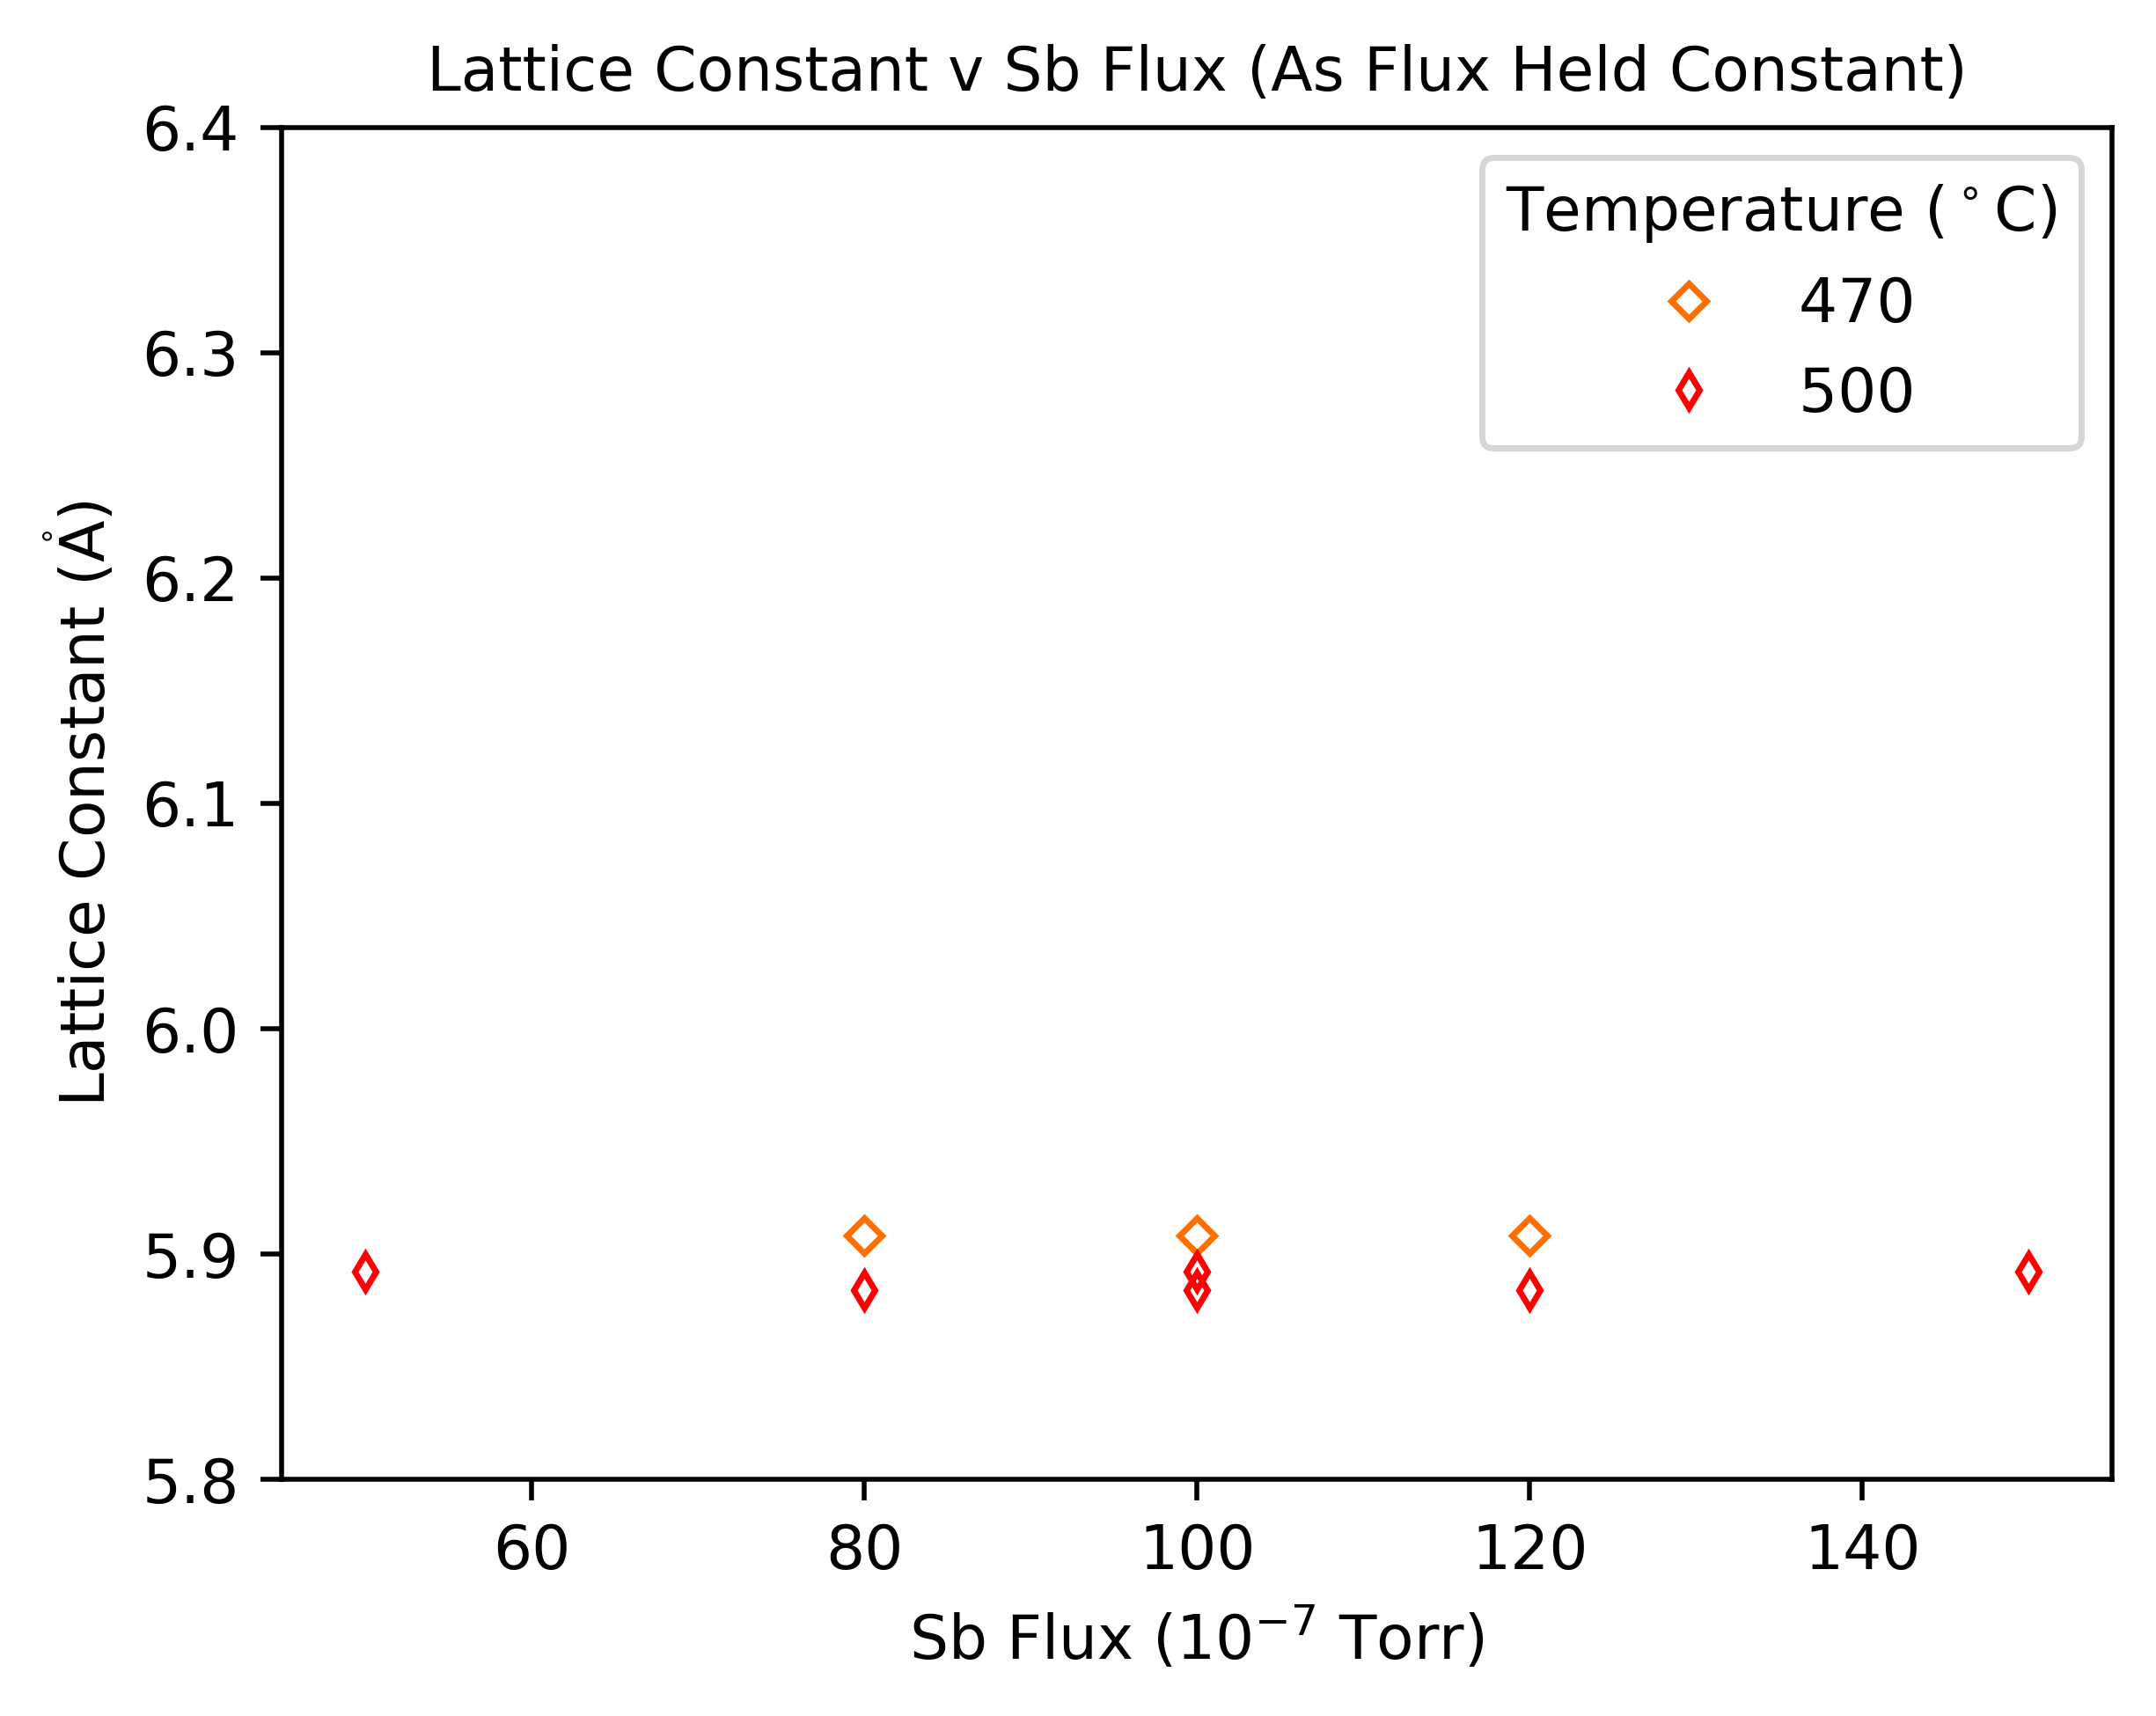 Lattice Constant v Sb Flux (As Flux Held Constant)
6.4
6.3
6.2
6.1
6.0
5.9
5.8
Lattice Constant (Å)
Temperature (°C)
470
500
60 80 100 120 140
Sb Flux (10⁻⁷ Torr)